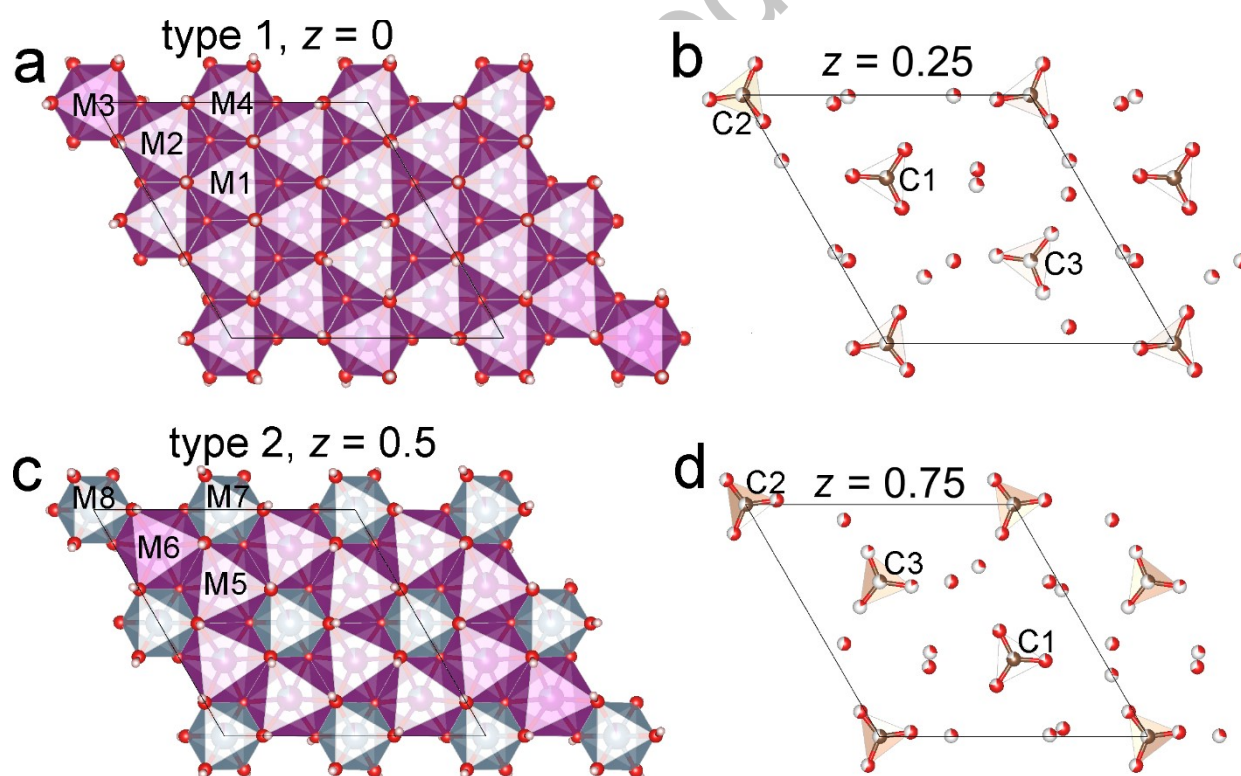 a
type 1, z = 0
M3
M4
M2
M1
b
z = 0.25
C2
C1
C3
c
type 2, z = 0.5
M8
M7
M6
M5
d
z = 0.75
C2
C3
C1